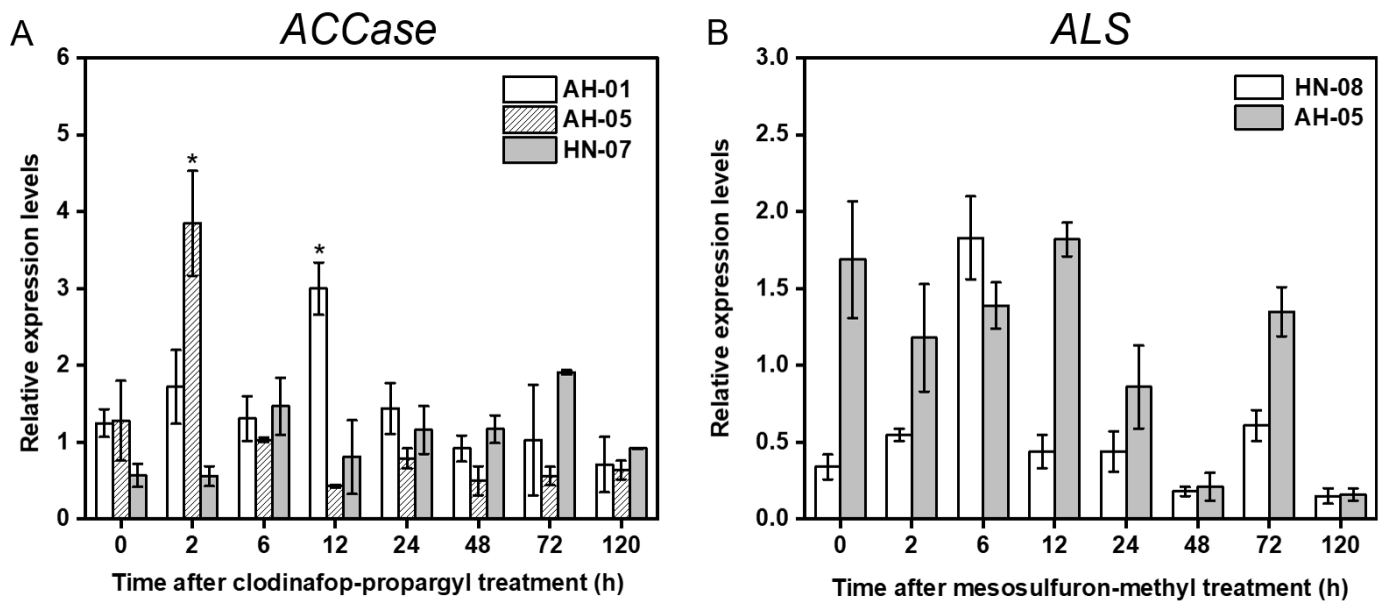 A
ACCase
6
5
4
3
2
1
0
Relative expression levels
AH-01
AH-05
HN-07
*
*
0 2 6 12 24 48 72 120
Time after clodinafop-propargyl treatment (h)
B
ALS
3.0
2.5
2.0
1.5
1.0
0.5
0.0
Relative expression levels
HN-08
AH-05
0 2 6 12 24 48 72 120
Time after mesosulfuron-methyl treatment (h)